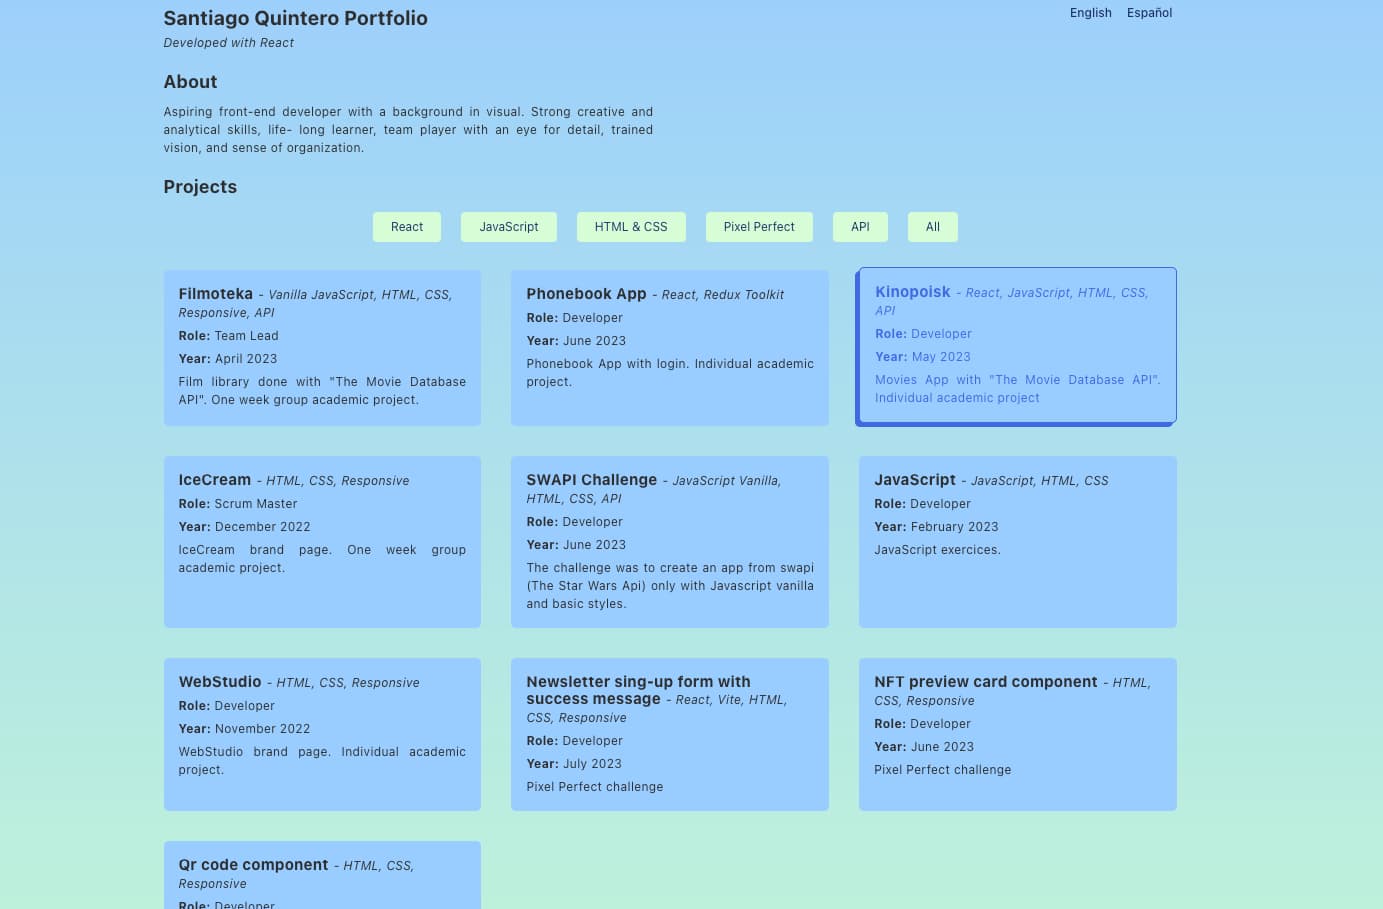 Santiago Quintero Portfolio
English Español
Developed with React
About
Aspiring front-end developer with a background in visual. Strong creative and
analytical skills, life- long learner, team player with an eye for detail, trained
vision, and sense of organization.
Projects
React JavaScript HTML & CSS Pixel Perfect API All
Filmoteka - Vanilla JavaScript, HTML, CSS,
Responsive, API
Role: Team Lead
Year: April 2023
Film library done with "The Movie Database
API". One week group academic project.
Phonebook App - React, Redux Toolkit
Role: Developer
Year: June 2023
Phonebook App with login. Individual academic
project.
Kinopoisk - React, JavaScript, HTML, CSS,
API
Role: Developer
Year: May 2023
Movies App with "The Movie Database API".
Individual academic project
IceCream - HTML, CSS, Responsive
Role: Scrum Master
Year: December 2022
IceCream brand page. One week group
academic project.
SWAPI Challenge - JavaScript Vanilla,
HTML, CSS, API
Role: Developer
Year: June 2023
The challenge was to create an app from swapi
(The Star Wars Api) only with Javascript vanilla
and basic styles.
JavaScript - JavaScript, HTML, CSS
Role: Developer
Year: February 2023
JavaScript exercices.
WebStudio - HTML, CSS, Responsive
Role: Developer
Year: November 2022
WebStudio brand page. Individual academic
project.
Newsletter sing-up form with
success message - React, Vite, HTML,
CSS, Responsive
Role: Developer
Year: July 2023
Pixel Perfect challenge
NFT preview card component - HTML,
CSS, Responsive
Role: Developer
Year: June 2023
Pixel Perfect challenge
Qr code component - HTML, CSS,
Responsive
Role: Developer